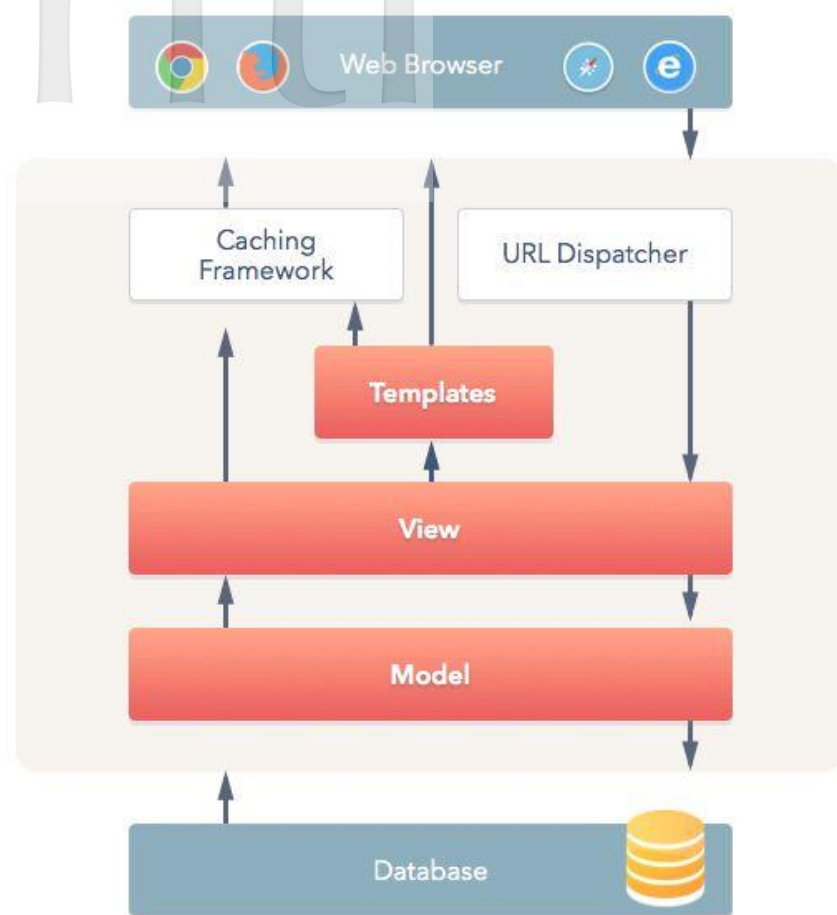 Web Browser
Caching
Framework
URL Dispatcher
Templates
View
Model
Database